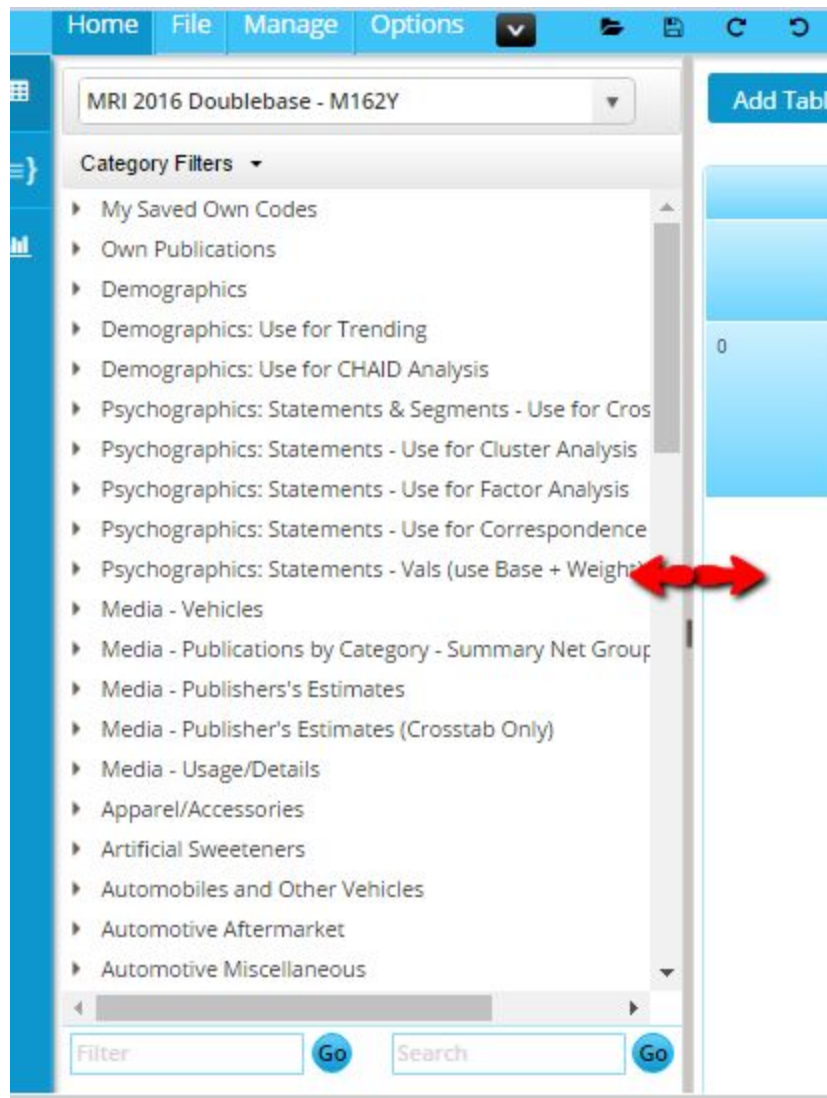 Home File Manage Options
MRI 2016 Doublebase - M162Y
Add Tabl
Category Filters
My Saved Own Codes
Own Publications
Demographics
0
Demographics: Use for Trending
Demographics: Use for CHAID Analysis
Psychographics: Statements & Segments - Use for Cros
Psychographics: Statements - Use for Cluster Analysis
Psychographics: Statements - Use for Factor Analysis
Psychographics: Statements - Use for Correspondence
Psychographics: Statements - Vals (use Base + Weight)
Media - Vehicles
Media - Publications by Category - Summary Net Group
Media - Publishers's Estimates
Media - Publisher's Estimates (Crosstab Only)
Media - Usage/Details
Apparel/Accessories
Artificial Sweeteners
Automobiles and Other Vehicles
Automotive Aftermarket
Automotive Miscellaneous
Filter Go Search Go